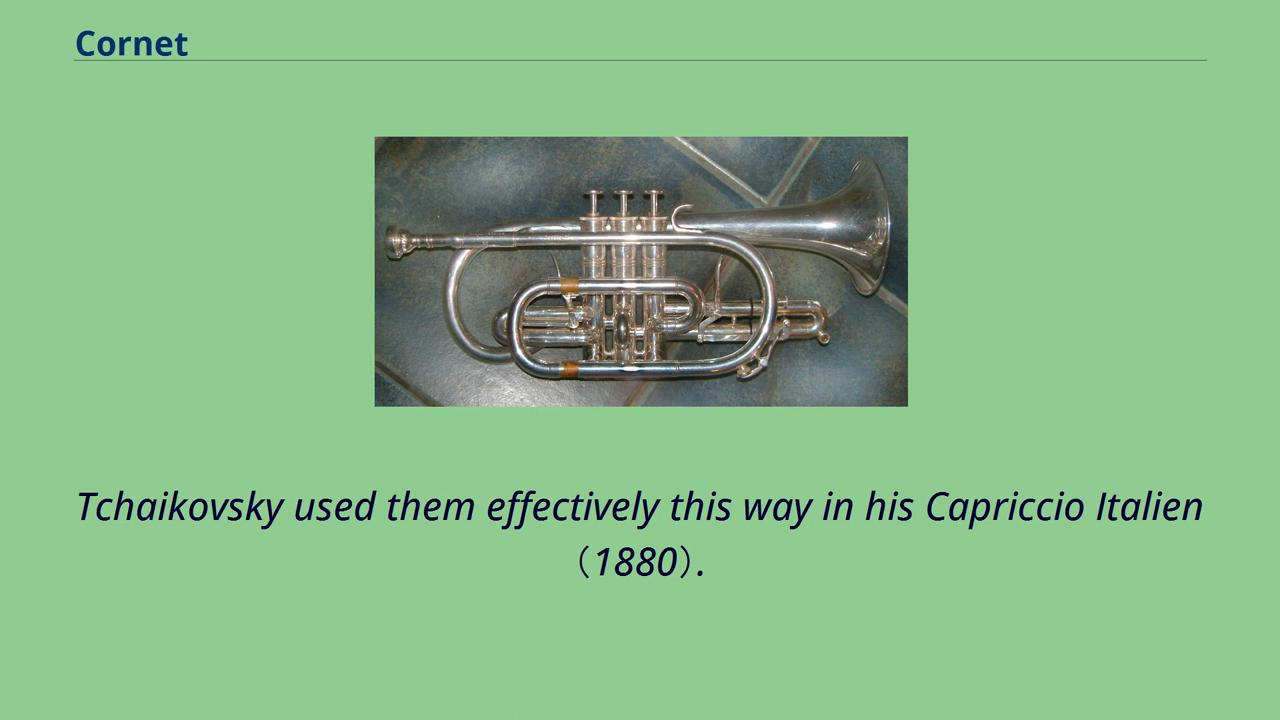 Cornet
Tchaikovsky used them effectively this way in his Capriccio Italien
（1880）.